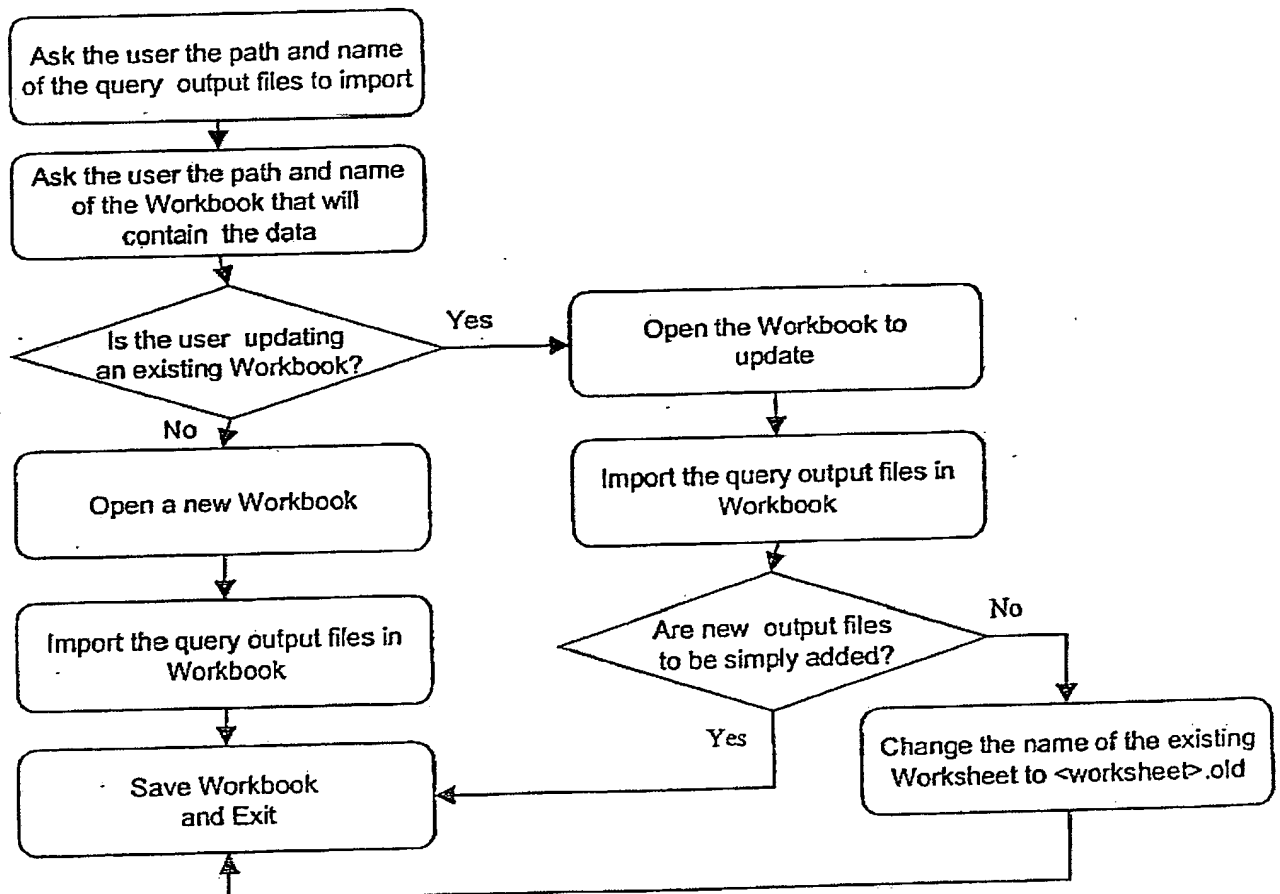 Ask the user the path and name
of the query output files to import
Ask the user the path and name
of the Workbook that will
contain the data
Is the user updating
an existing Workbook?
Yes
No
Open the Workbook to
update
Import the query output files in
Workbook
Open a new Workbook
Import the query output files in
Workbook
Are new output files
to be simply added?
No
Yes
Change the name of the existing
Worksheet to <worksheet>.old
Save Workbook
and Exit